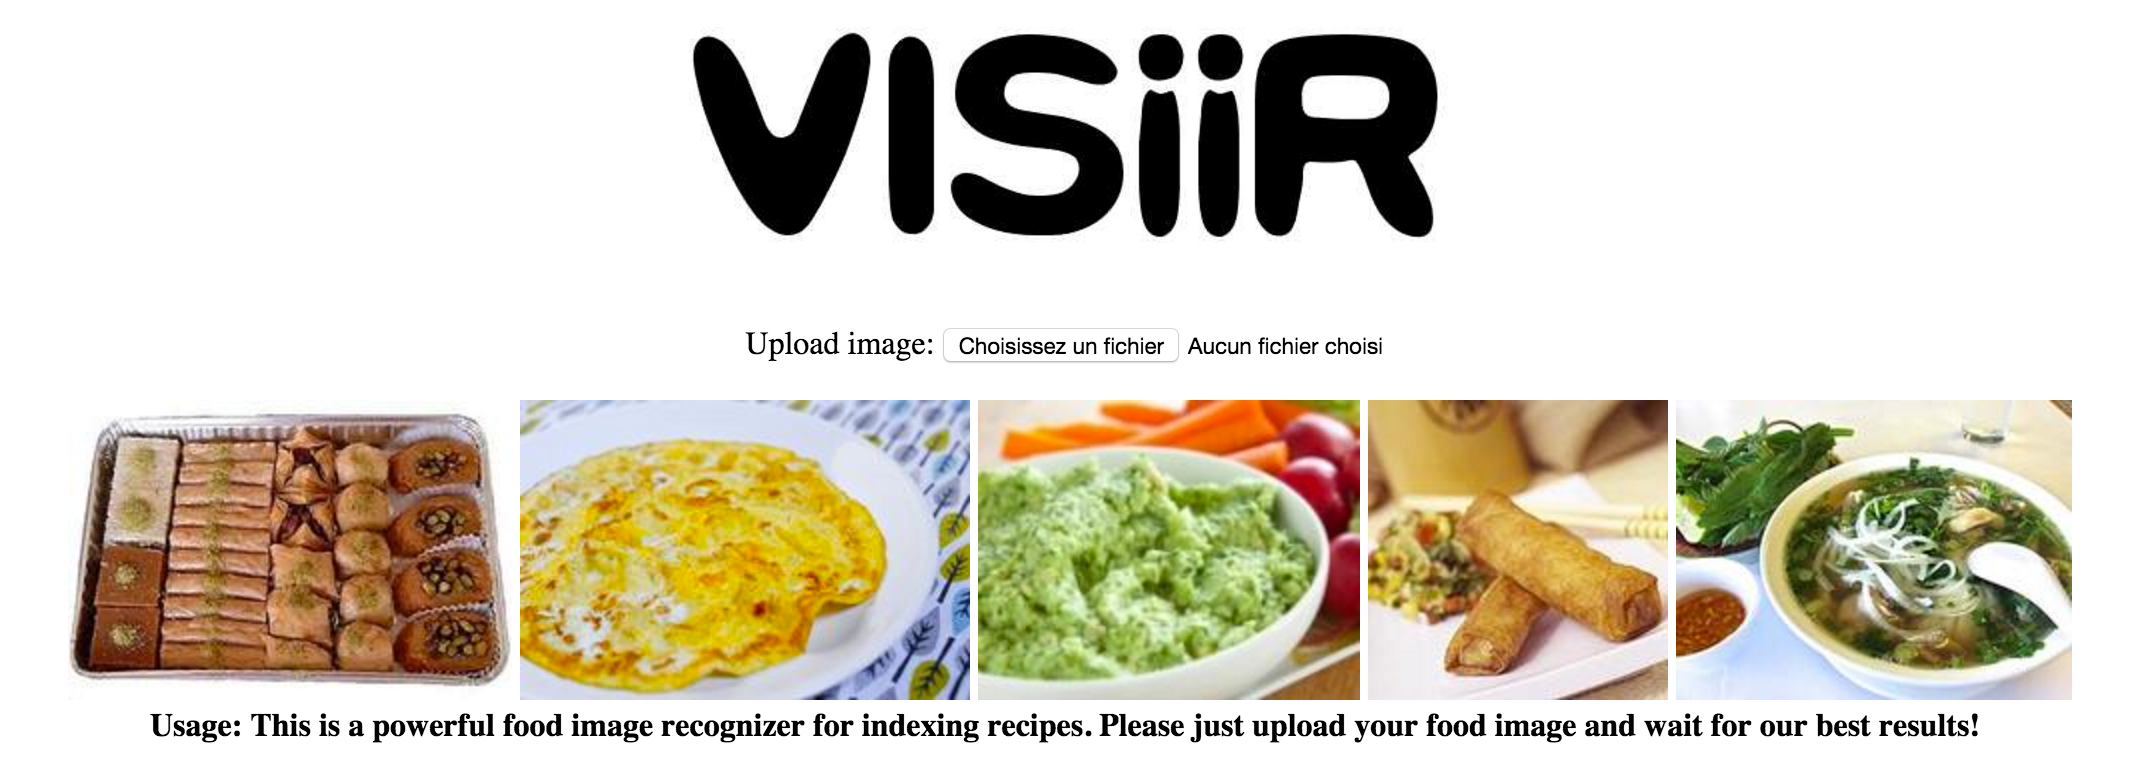 VISiiR
Upload image: Choisissez un fichier Aucun fichier choisi
Usage: This is a powerful food image recognizer for indexing recipes. Please just upload your food image and wait for our best results!